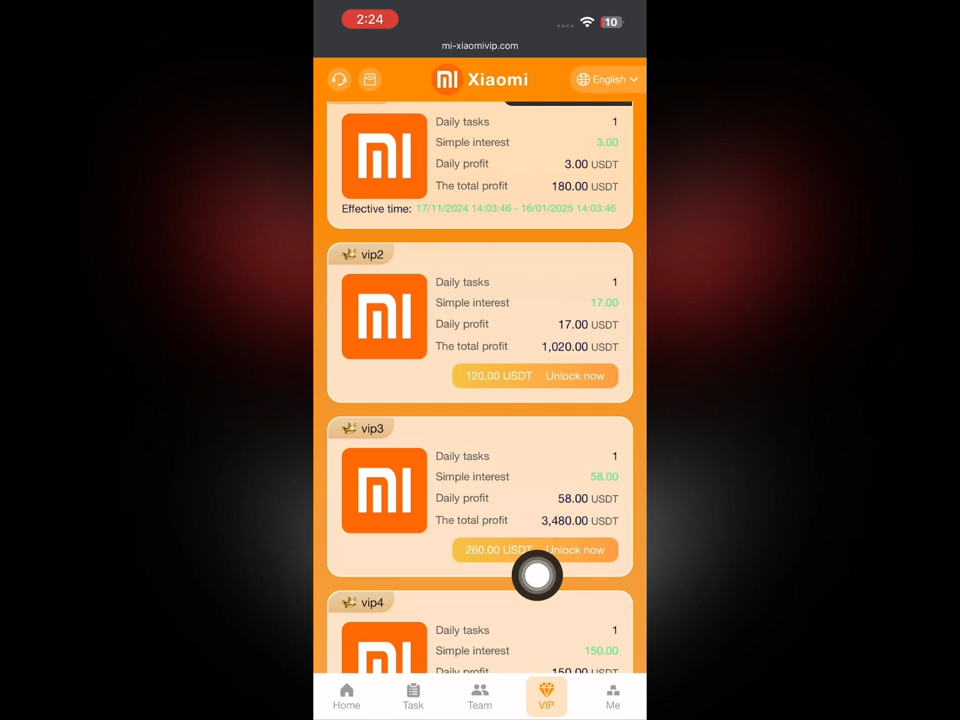 2:24
10
mi-xiaomivip.com
Xiaomi
English
Daily tasks 1
Simple interest 3.00
Daily profit 3.00 USDT
The total profit 180.00 USDT
Effective time: 17/11/2024 14:03:46 - 16/01/2025 14:03:46
vip2
Daily tasks 1
Simple interest 17.00
Daily profit 17.00 USDT
The total profit 1,020.00 USDT
120.00 USDT Unlock now
vip3
Daily tasks 1
Simple interest 58.00
Daily profit 58.00 USDT
The total profit 3,480.00 USDT
260.00 USDT Unlock now
vip4
Daily tasks 1
Simple interest 150.00
Daily profit 150.00 USDT
Home Task Team VIP Me